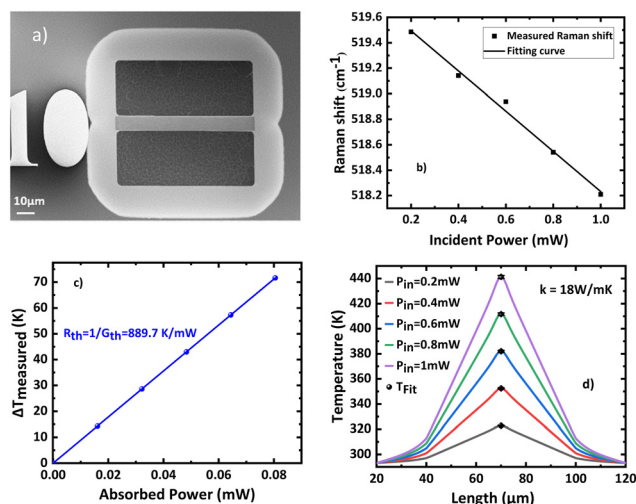 a)
10
10μm
519.6
519.4
519.2
519.0
518.8
518.6
518.4
518.2
Raman shift (cm⁻¹)
Measured Raman shift
Fitting curve
b)
0.2 0.4 0.6 0.8 1.0
Incident Power (mW)
c)
70
60
50
40
30
20
10
0
ΔTmeasured (K)
Rth=1/Gth=889.7 K/mW
0.00 0.02 0.04 0.06 0.08
Absorbed Power (mW)
440
420
400
380
360
340
320
300
Temperature (K)
Pin=0.2mW
Pin=0.4mW
Pin=0.6mW
Pin=0.8mW
Pin=1mW
TFit
k = 18W/mK
d)
20 40 60 80 100 120
Length (μm)